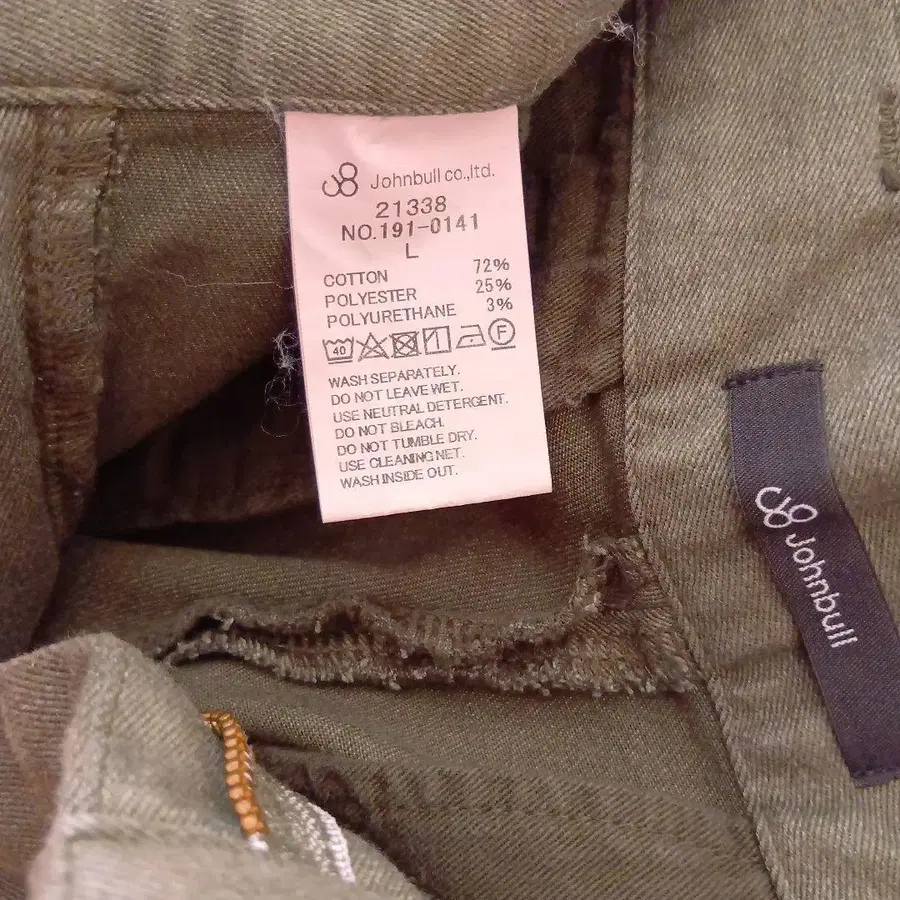 Johnbull co.,ltd.
21338
NO.191-0141
L
COTTON 72%
POLYESTER 25%
POLYURETHANE 3%
40 F
WASH SEPARATELY.
DO NOT LEAVE WET.
USE NEUTRAL DETERGENT.
DO NOT BLEACH.
DO NOT TUMBLE DRY.
USE CLEANING NET.
WASH INSIDE OUT.
Johnbull